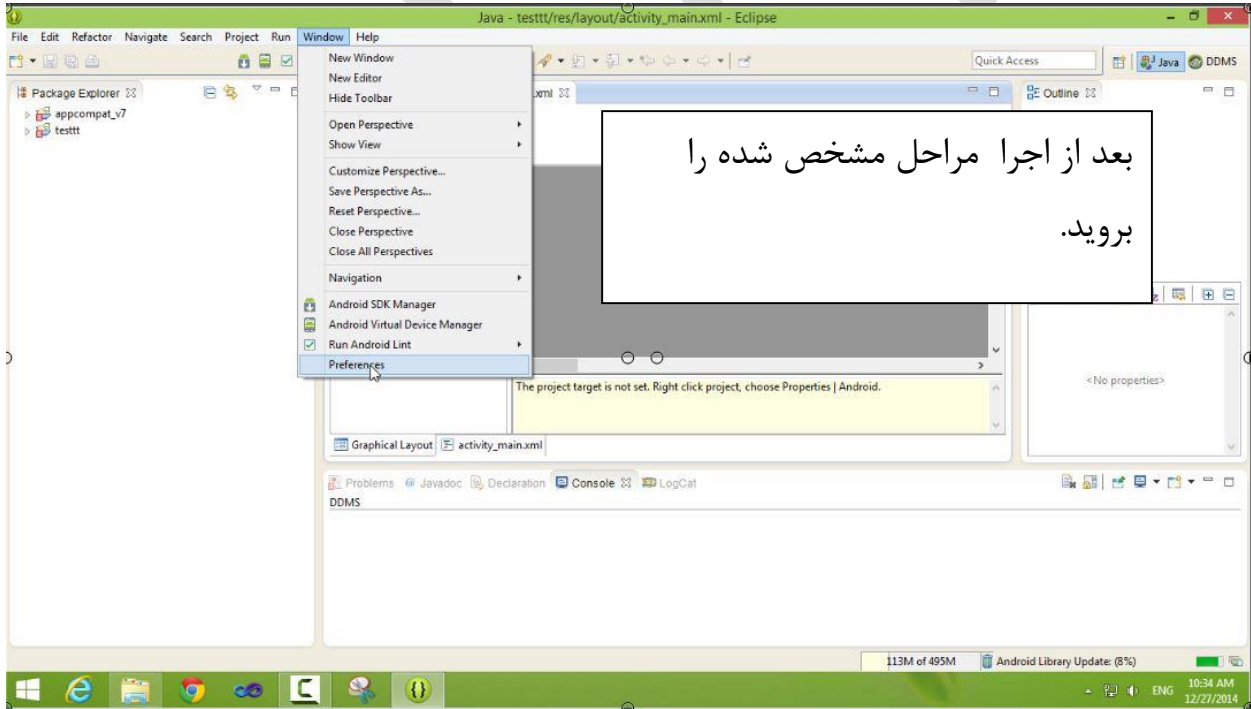 Java - testtt/res/layout/activity_main.xml - Eclipse
File Edit Refactor Navigate Search Project Run Window Help
Quick Access
Java
DDMS
Package Explorer
appcompat_v7
testtt
New Window
New Editor
Hide Toolbar
Open Perspective
Show View
Customize Perspective...
Save Perspective As...
Reset Perspective...
Close Perspective
Close All Perspectives
Navigation
Android SDK Manager
Android Virtual Device Manager
Run Android Lint
Preferences
.xml
Outline
بعد از اجرا مراحل مشخص شده را
بروید.
<No properties>
The project target is not set. Right click project, choose Properties | Android.
Graphical Layout activity_main.xml
Problems Javadoc Declaration Console LogCat
DDMS
113M of 495M Android Library Update: (8%)
ENG
10:34 AM
12/27/2014